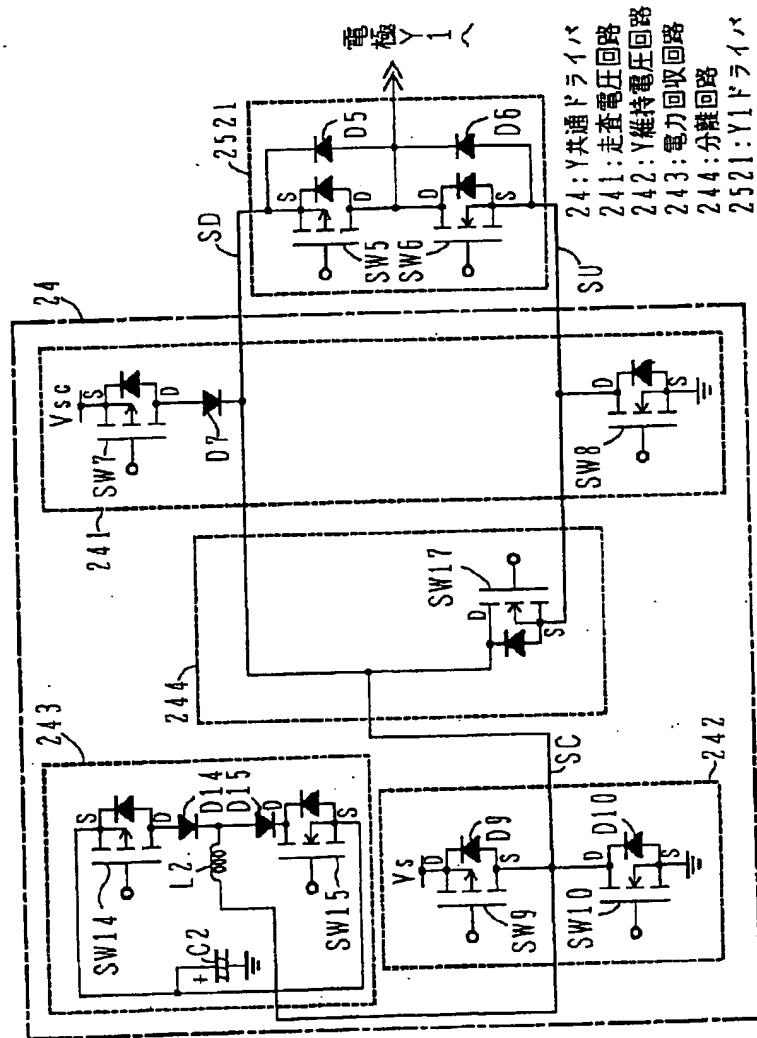 24
243
SW14
S
D
D14
D15
L2
C2
+
D
S
SW15
244
D
SW17
S
SC
242
Vs
D
D9
S
SW9
D
D10
S
SW10
241
Vsc
S
SW7
D
D7
D
S
SW8
SD
SU
2521
S
D5
D
SW5
D
D6
S
SW6
電極Y1へ
24:Y共通ドライバ
241:走査電圧回路
242:Y維持電圧回路
243:電力回収回路
244:分離回路
2521:Y1ドライバ